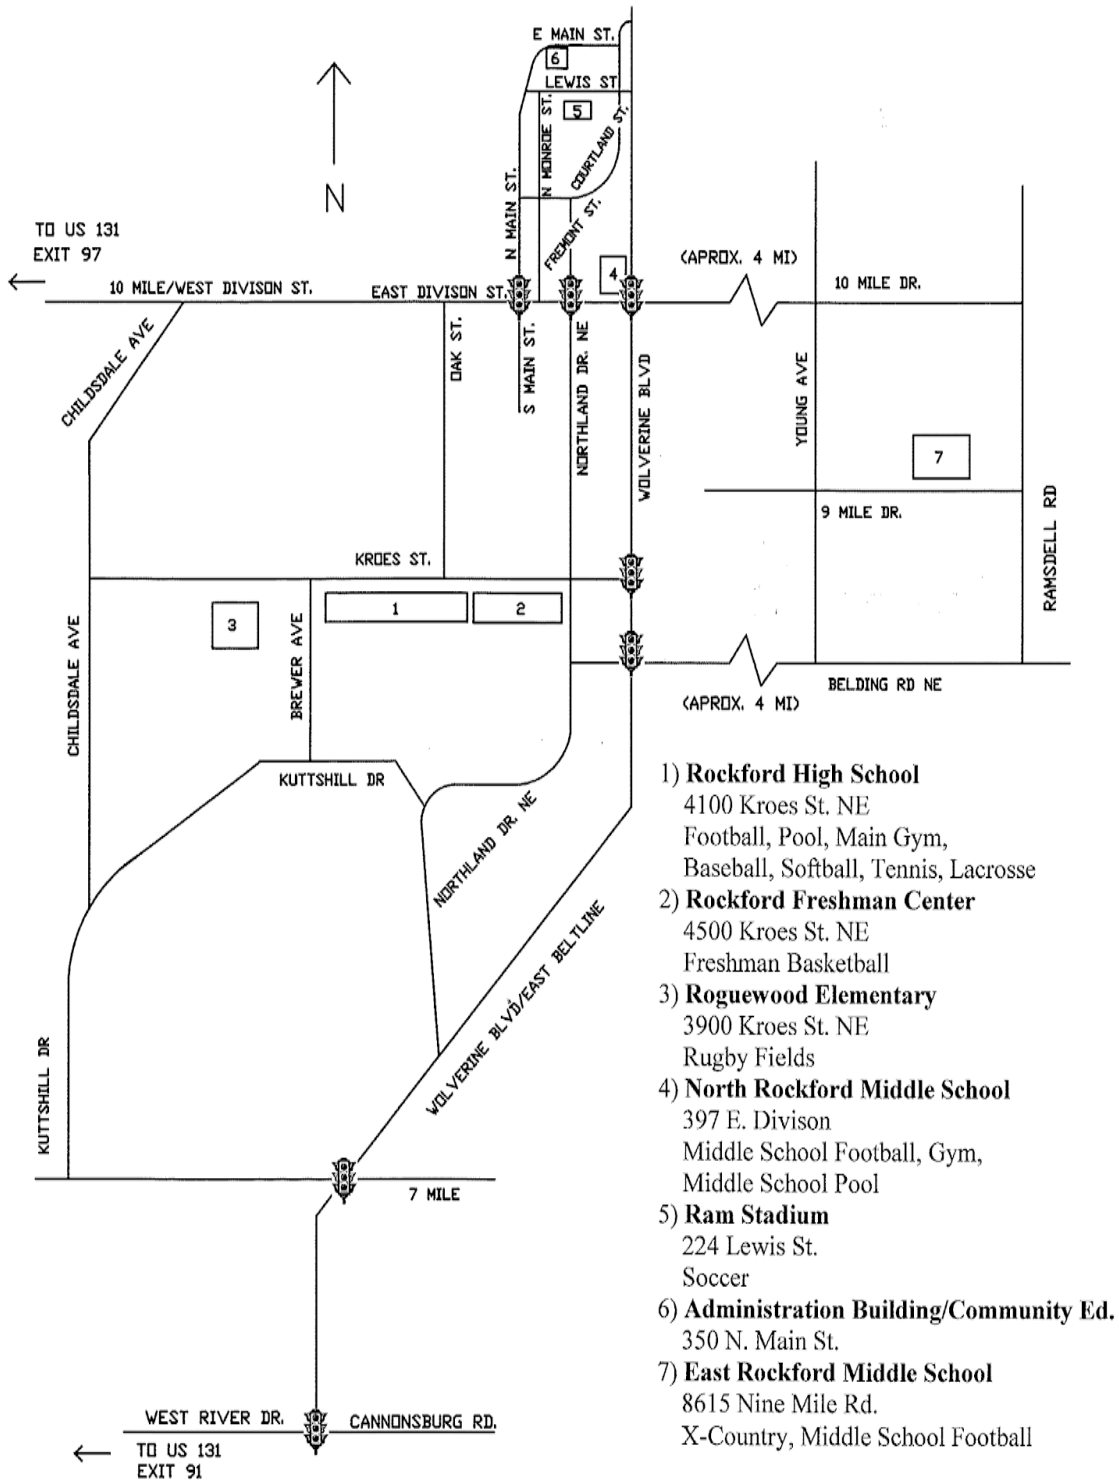 E MAIN ST.
6
LEWIS ST
5
N MONROE ST.
COURTLAND ST.
N
N MAIN ST.
FREMONT ST.
TO US 131
EXIT 97
4
(APROX. 4 MI)
10 MILE/WEST DIVISON ST.
EAST DIVISON ST.
10 MILE DR.
CHILDSDALE AVE
OAK ST.
S MAIN ST.
NORTHLAND DR. NE
WOLVERINE BLVD
YOUNG AVE
7
9 MILE DR.
RAMSDELL RD
KROES ST.
1
2
3
CHILDSDALE AVE
BREWER AVE
BELDING RD NE
(APROX. 4 MI)
KUTTSHILL DR
NORTHLAND DR. NE
WOLVERINE BLVD/EAST BELTLINE
KUTTSHILL DR
7 MILE
WEST RIVER DR.
CANNONSBURG RD.
TO US 131
EXIT 91
1) Rockford High School
4100 Kroes St. NE
Football, Pool, Main Gym,
Baseball, Softball, Tennis, Lacrosse
2) Rockford Freshman Center
4500 Kroes St. NE
Freshman Basketball
3) Roguewood Elementary
3900 Kroes St. NE
Rugby Fields
4) North Rockford Middle School
397 E. Divison
Middle School Football, Gym,
Middle School Pool
5) Ram Stadium
224 Lewis St.
Soccer
6) Administration Building/Community Ed.
350 N. Main St.
7) East Rockford Middle School
8615 Nine Mile Rd.
X-Country, Middle School Football